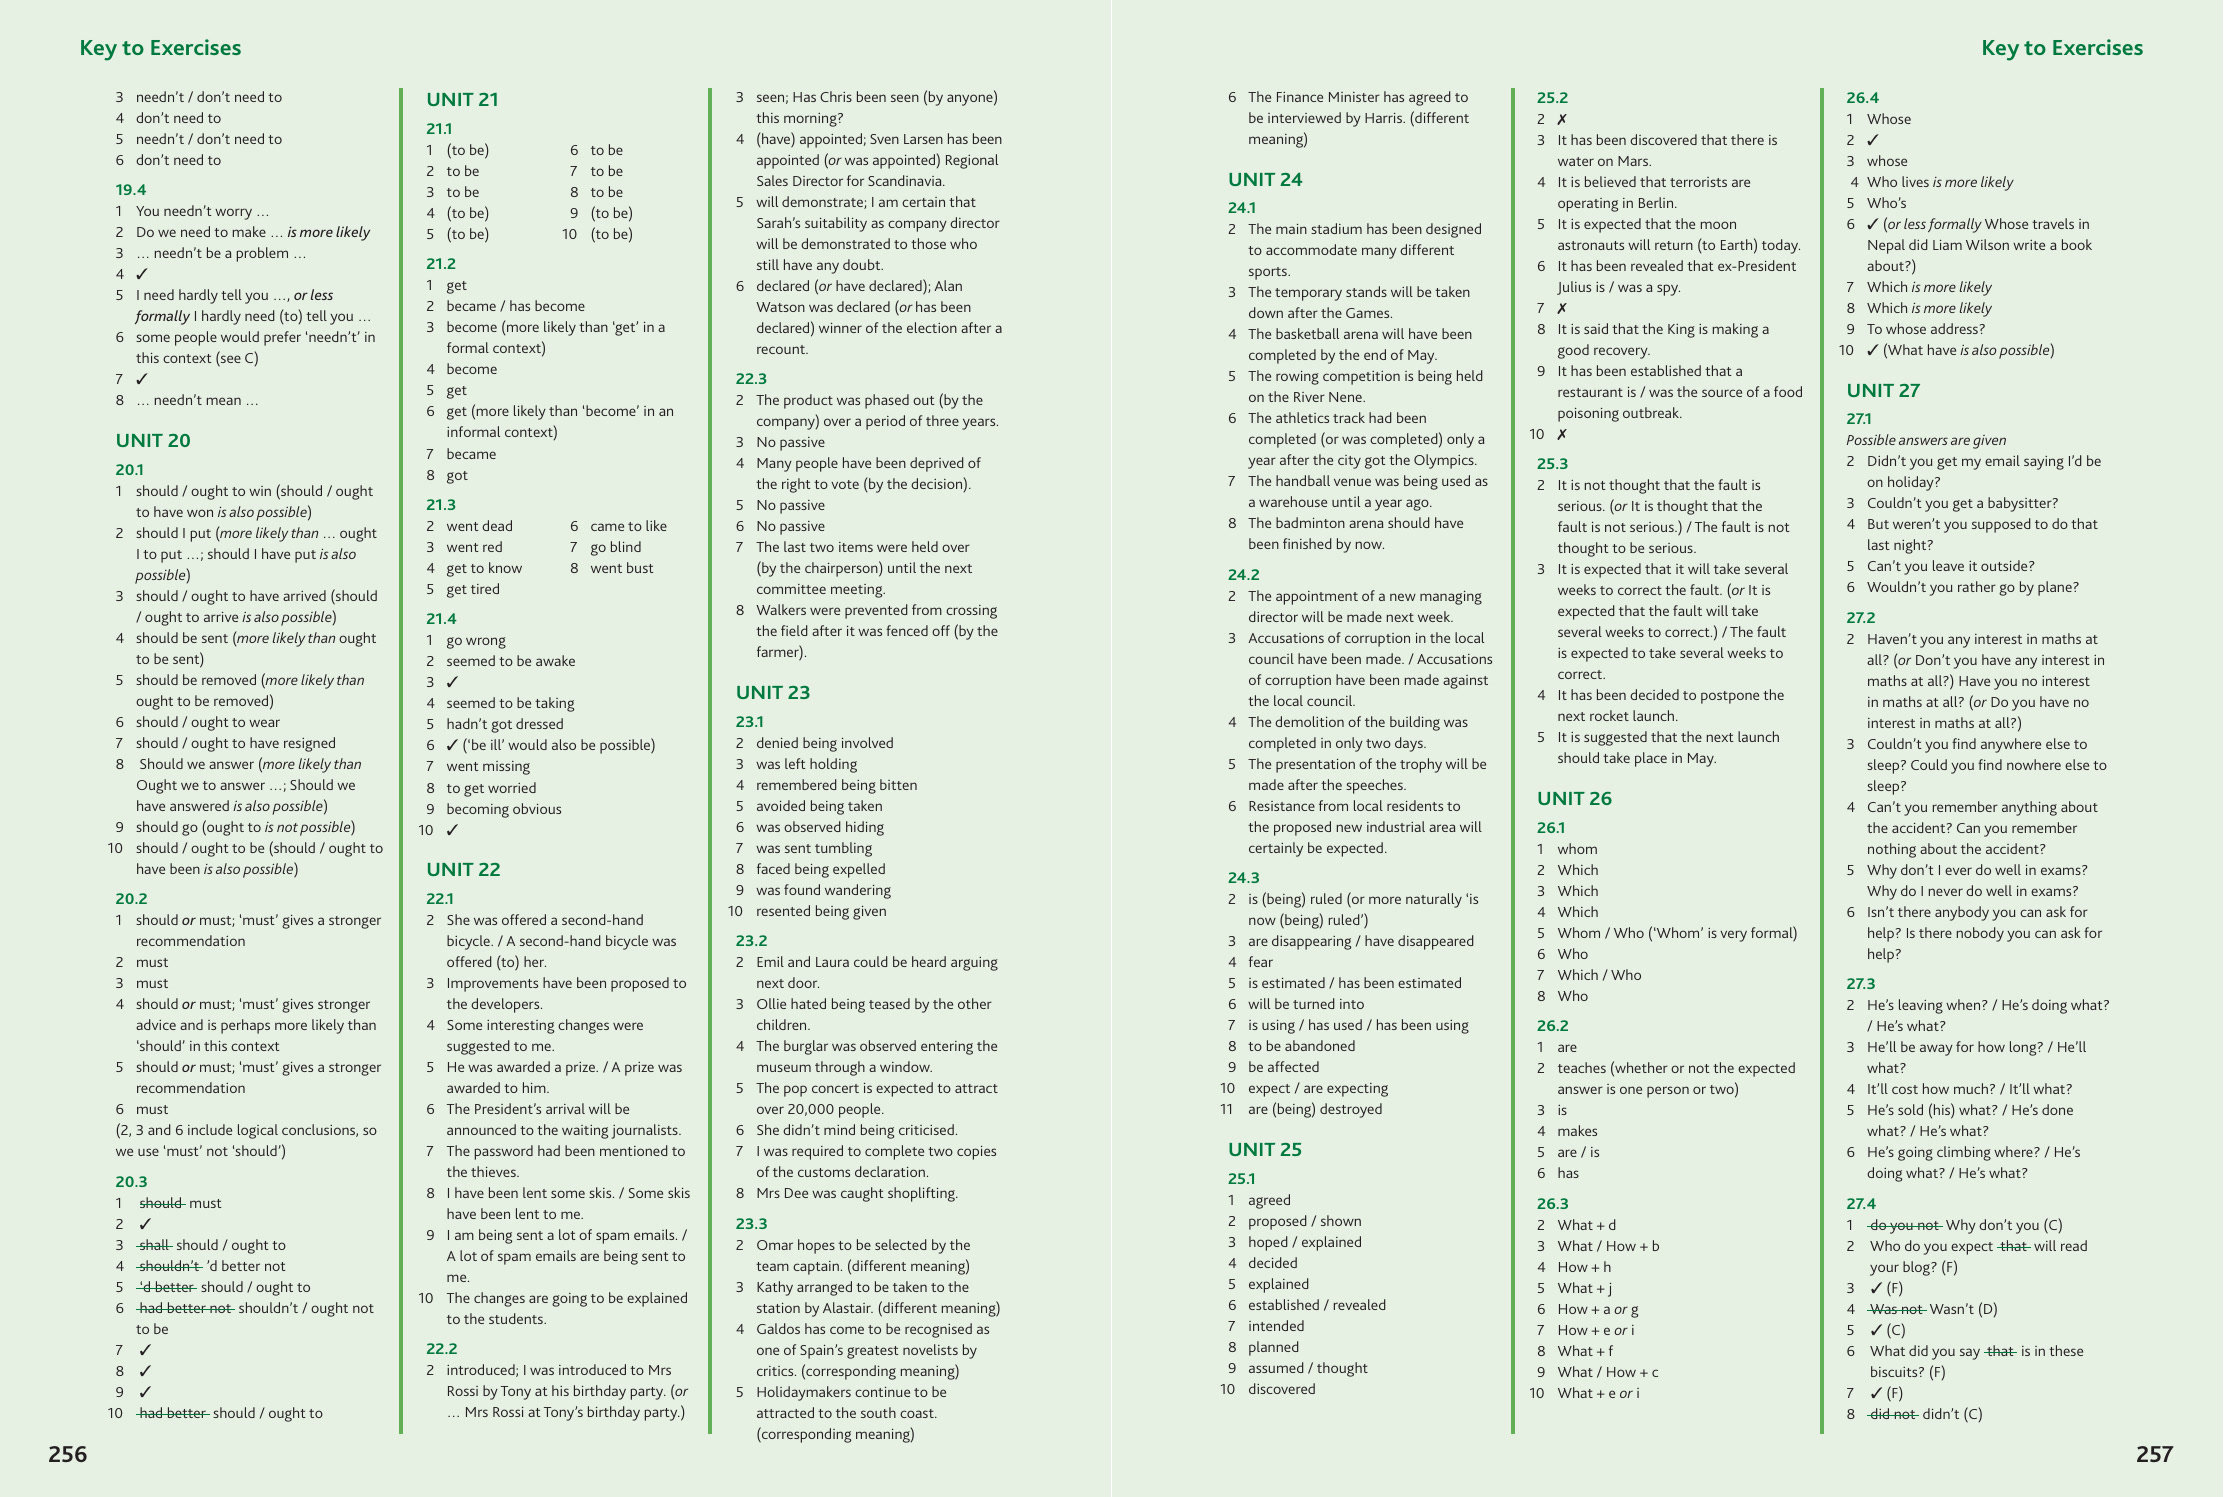 Key to Exercises
3 needn’t / don’t need to
4 don’t need to
5 needn’t / don’t need to
6 don’t need to
19.4
1 You needn’t worry …
2 Do we need to make … is more likely
3 … needn’t be a problem …
4 ✓
5 I need hardly tell you …, or less
formally I hardly need (to) tell you …
6 some people would prefer ‘needn’t’ in
this context (see C)
7 ✓
8 … needn’t mean …
UNIT 20
20.1
1 should / ought to win (should / ought
to have won is also possible)
2 should I put (more likely than … ought
I to put …; should I have put is also
possible)
3 should / ought to have arrived (should
/ ought to arrive is also possible)
4 should be sent (more likely than ought
to be sent)
5 should be removed (more likely than
ought to be removed)
6 should / ought to wear
7 should / ought to have resigned
8 Should we answer (more likely than
Ought we to answer …; Should we
have answered is also possible)
9 should go (ought to is not possible)
10 should / ought to be (should / ought to
have been is also possible)
20.2
1 should or must; ‘must’ gives a stronger
recommendation
2 must
3 must
4 should or must; ‘must’ gives stronger
advice and is perhaps more likely than
‘should’ in this context
5 should or must; ‘must’ gives a stronger
recommendation
6 must
(2, 3 and 6 include logical conclusions, so
we use ‘must’ not ‘should’)
20.3
1 should must
2 ✓
3 shall should / ought to
4 shouldn’t ’d better not
5 ‘d better should / ought to
6 had better not shouldn’t / ought not
to be
7 ✓
8 ✓
9 ✓
10 had better should / ought to
256
UNIT 21
21.1
1 (to be) 6 to be
2 to be 7 to be
3 to be 8 to be
4 (to be) 9 (to be)
5 (to be) 10 (to be)
21.2
1 get
2 became / has become
3 become (more likely than ‘get’ in a
formal context)
4 become
5 get
6 get (more likely than ‘become’ in an
informal context)
7 became
8 got
21.3
2 went dead 6 came to like
3 went red 7 go blind
4 get to know 8 went bust
5 get tired
21.4
1 go wrong
2 seemed to be awake
3 ✓
4 seemed to be taking
5 hadn’t got dressed
6 ✓ (‘be ill’ would also be possible)
7 went missing
8 to get worried
9 becoming obvious
10 ✓
UNIT 22
22.1
2 She was offered a second-hand
bicycle. / A second-hand bicycle was
offered (to) her.
3 Improvements have been proposed to
the developers.
4 Some interesting changes were
suggested to me.
5 He was awarded a prize. / A prize was
awarded to him.
6 The President’s arrival will be
announced to the waiting journalists.
7 The password had been mentioned to
the thieves.
8 I have been lent some skis. / Some skis
have been lent to me.
9 I am being sent a lot of spam emails. /
A lot of spam emails are being sent to
me.
10 The changes are going to be explained
to the students.
22.2
2 introduced; I was introduced to Mrs
Rossi by Tony at his birthday party. (or
… Mrs Rossi at Tony’s birthday party.)
3 seen; Has Chris been seen (by anyone)
this morning?
4 (have) appointed; Sven Larsen has been
appointed (or was appointed) Regional
Sales Director for Scandinavia.
5 will demonstrate; I am certain that
Sarah’s suitability as company director
will be demonstrated to those who
still have any doubt.
6 declared (or have declared); Alan
Watson was declared (or has been
declared) winner of the election after a
recount.
22.3
2 The product was phased out (by the
company) over a period of three years.
3 No passive
4 Many people have been deprived of
the right to vote (by the decision).
5 No passive
6 No passive
7 The last two items were held over
(by the chairperson) until the next
committee meeting.
8 Walkers were prevented from crossing
the field after it was fenced off (by the
farmer).
UNIT 23
23.1
2 denied being involved
3 was left holding
4 remembered being bitten
5 avoided being taken
6 was observed hiding
7 was sent tumbling
8 faced being expelled
9 was found wandering
10 resented being given
23.2
2 Emil and Laura could be heard arguing
next door.
3 Ollie hated being teased by the other
children.
4 The burglar was observed entering the
museum through a window.
5 The pop concert is expected to attract
over 20,000 people.
6 She didn’t mind being criticised.
7 I was required to complete two copies
of the customs declaration.
8 Mrs Dee was caught shoplifting.
23.3
2 Omar hopes to be selected by the
team captain. (different meaning)
3 Kathy arranged to be taken to the
station by Alastair. (different meaning)
4 Galdos has come to be recognised as
one of Spain’s greatest novelists by
critics. (corresponding meaning)
5 Holidaymakers continue to be
attracted to the south coast.
(corresponding meaning)
Key to Exercises
6 The Finance Minister has agreed to
be interviewed by Harris. (different
meaning)
UNIT 24
24.1
2 The main stadium has been designed
to accommodate many different
sports.
3 The temporary stands will be taken
down after the Games.
4 The basketball arena will have been
completed by the end of May.
5 The rowing competition is being held
on the River Nene.
6 The athletics track had been
completed (or was completed) only a
year after the city got the Olympics.
7 The handball venue was being used as
a warehouse until a year ago.
8 The badminton arena should have
been finished by now.
24.2
2 The appointment of a new managing
director will be made next week.
3 Accusations of corruption in the local
council have been made. / Accusations
of corruption have been made against
the local council.
4 The demolition of the building was
completed in only two days.
5 The presentation of the trophy will be
made after the speeches.
6 Resistance from local residents to
the proposed new industrial area will
certainly be expected.
24.3
2 is (being) ruled (or more naturally ‘is
now (being) ruled’)
3 are disappearing / have disappeared
4 fear
5 is estimated / has been estimated
6 will be turned into
7 is using / has used / has been using
8 to be abandoned
9 be affected
10 expect / are expecting
11 are (being) destroyed
UNIT 25
25.1
1 agreed
2 proposed / shown
3 hoped / explained
4 decided
5 explained
6 established / revealed
7 intended
8 planned
9 assumed / thought
10 discovered
25.2
2 ✗
3 It has been discovered that there is
water on Mars.
4 It is believed that terrorists are
operating in Berlin.
5 It is expected that the moon
astronauts will return (to Earth) today.
6 It has been revealed that ex-President
Julius is / was a spy.
7 ✗
8 It is said that the King is making a
good recovery.
9 It has been established that a
restaurant is / was the source of a food
poisoning outbreak.
10 ✗
25.3
2 It is not thought that the fault is
serious. (or It is thought that the
fault is not serious.) / The fault is not
thought to be serious.
3 It is expected that it will take several
weeks to correct the fault. (or It is
expected that the fault will take
several weeks to correct.) / The fault
is expected to take several weeks to
correct.
4 It has been decided to postpone the
next rocket launch.
5 It is suggested that the next launch
should take place in May.
UNIT 26
26.1
1 whom
2 Which
3 Which
4 Which
5 Whom / Who (‘Whom’ is very formal)
6 Who
7 Which / Who
8 Who
26.2
1 are
2 teaches (whether or not the expected
answer is one person or two)
3 is
4 makes
5 are / is
6 has
26.3
2 What + d
3 What / How + b
4 How + h
5 What + j
6 How + a or g
7 How + e or i
8 What + f
9 What / How + c
10 What + e or i
26.4
1 Whose
2 ✓
3 whose
4 Who lives is more likely
5 Who’s
6 ✓ (or less formally Whose travels in
Nepal did Liam Wilson write a book
about?)
7 Which is more likely
8 Which is more likely
9 To whose address?
10 ✓ (What have is also possible)
UNIT 27
27.1
Possible answers are given
2 Didn’t you get my email saying I’d be
on holiday?
3 Couldn’t you get a babysitter?
4 But weren’t you supposed to do that
last night?
5 Can’t you leave it outside?
6 Wouldn’t you rather go by plane?
27.2
2 Haven’t you any interest in maths at
all? (or Don’t you have any interest in
maths at all?) Have you no interest
in maths at all? (or Do you have no
interest in maths at all?)
3 Couldn’t you find anywhere else to
sleep? Could you find nowhere else to
sleep?
4 Can’t you remember anything about
the accident? Can you remember
nothing about the accident?
5 Why don’t I ever do well in exams?
Why do I never do well in exams?
6 Isn’t there anybody you can ask for
help? Is there nobody you can ask for
help?
27.3
2 He’s leaving when? / He’s doing what?
/ He’s what?
3 He’ll be away for how long? / He’ll
what?
4 It’ll cost how much? / It’ll what?
5 He’s sold (his) what? / He’s done
what? / He’s what?
6 He’s going climbing where? / He’s
doing what? / He’s what?
27.4
1 do you not Why don’t you (C)
2 Who do you expect that will read
your blog? (F)
3 ✓ (F)
4 Was not Wasn’t (D)
5 ✓ (C)
6 What did you say that is in these
biscuits? (F)
7 ✓ (F)
8 did not didn’t (C)
257